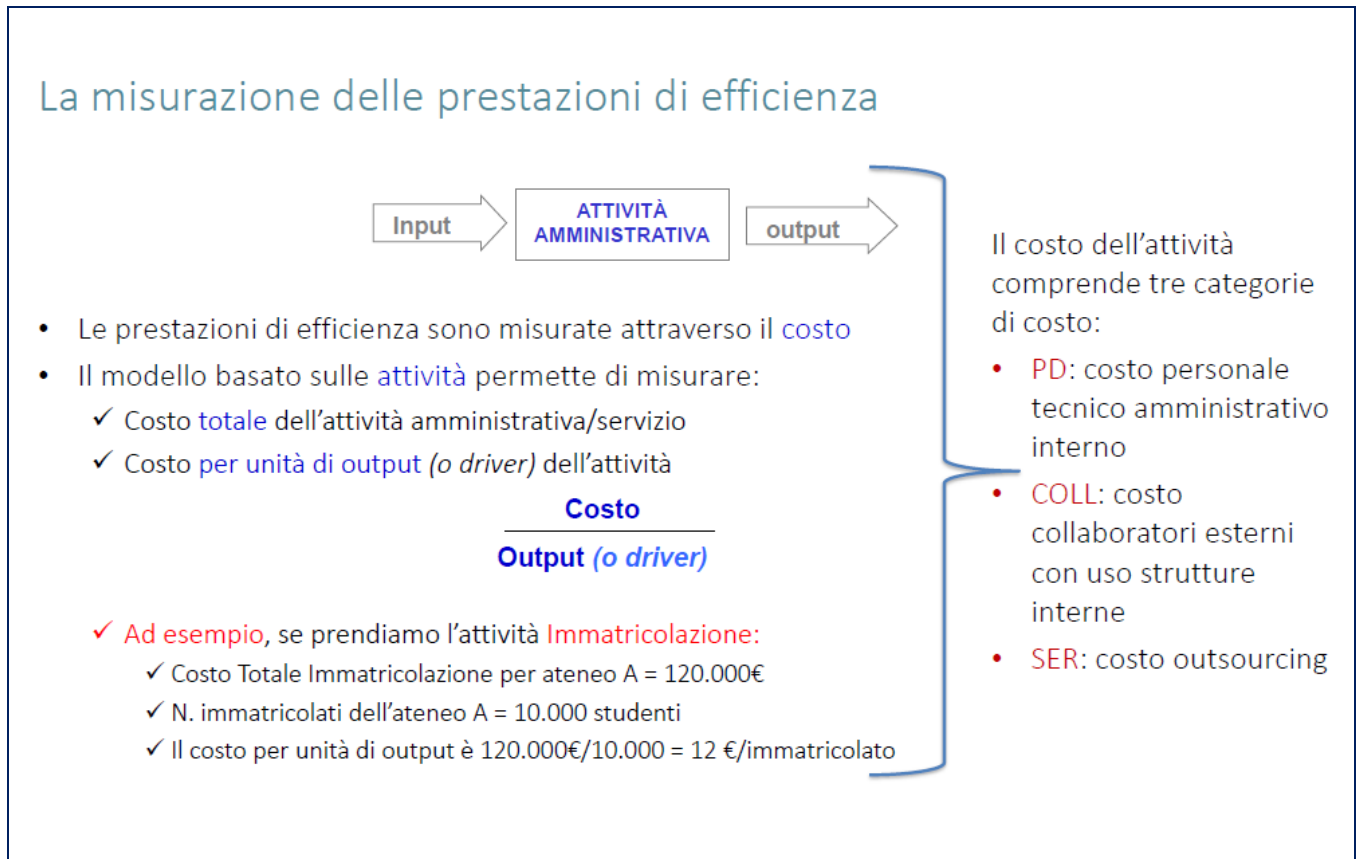 La misurazione delle prestazioni di efficienza
Input
ATTIVITÀ
AMMINISTRATIVA
output
• Le prestazioni di efficienza sono misurate attraverso il costo
• Il modello basato sulle attività permette di misurare:
✓ Costo totale dell’attività amministrativa/servizio
✓ Costo per unità di output (o driver) dell’attività
Costo
Output (o driver)
✓ Ad esempio, se prendiamo l’attività Immatricolazione:
✓ Costo Totale Immatricolazione per ateneo A = 120.000€
✓ N. immatricolati dell’ateneo A = 10.000 studenti
✓ Il costo per unità di output è 120.000€/10.000 = 12 €/immatricolato
Il costo dell’attività
comprende tre categorie
di costo:
• PD: costo personale
tecnico amministrativo
interno
• COLL: costo
collaboratori esterni
con uso strutture
interne
• SER: costo outsourcing